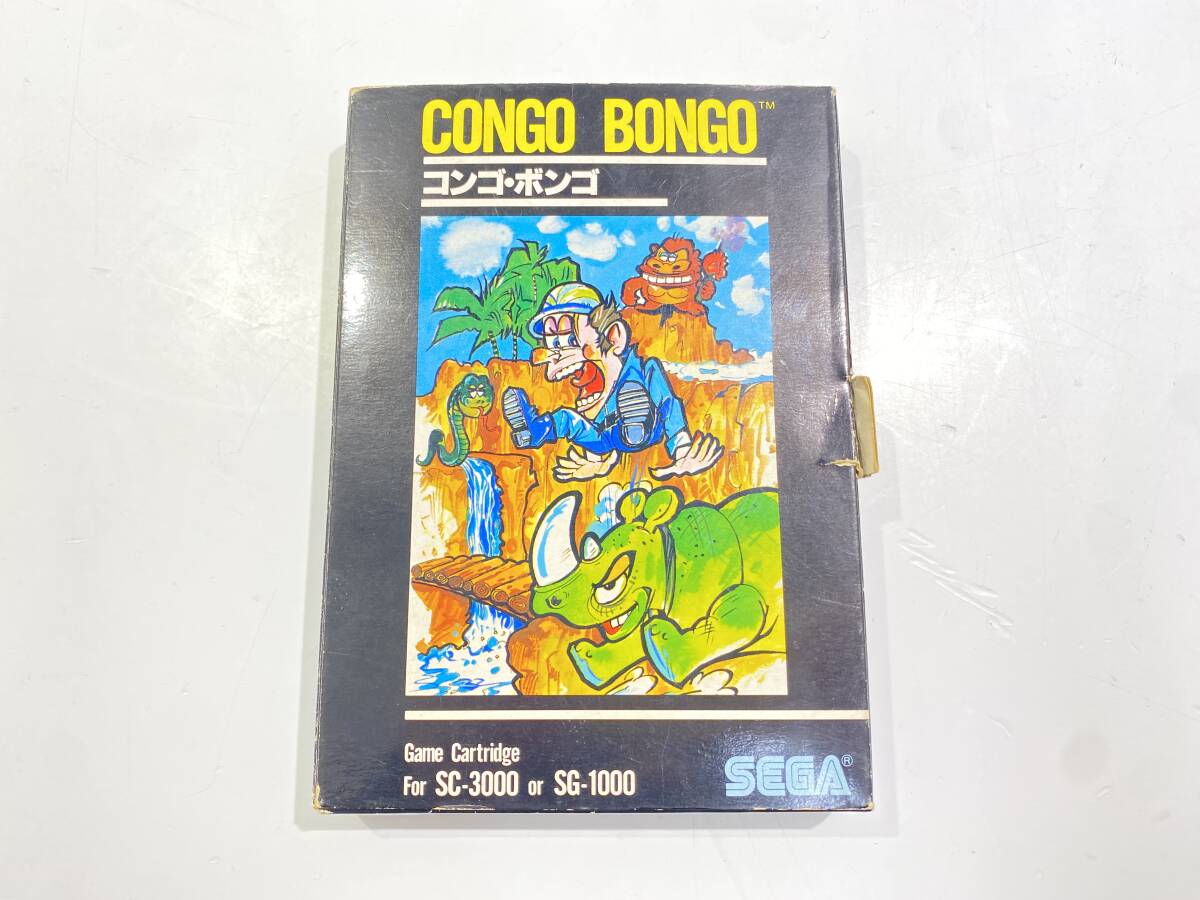 CONGO BONGO™
コンゴ・ボンゴ
Game Cartridge
For SC-3000 or SG-1000
SEGA®